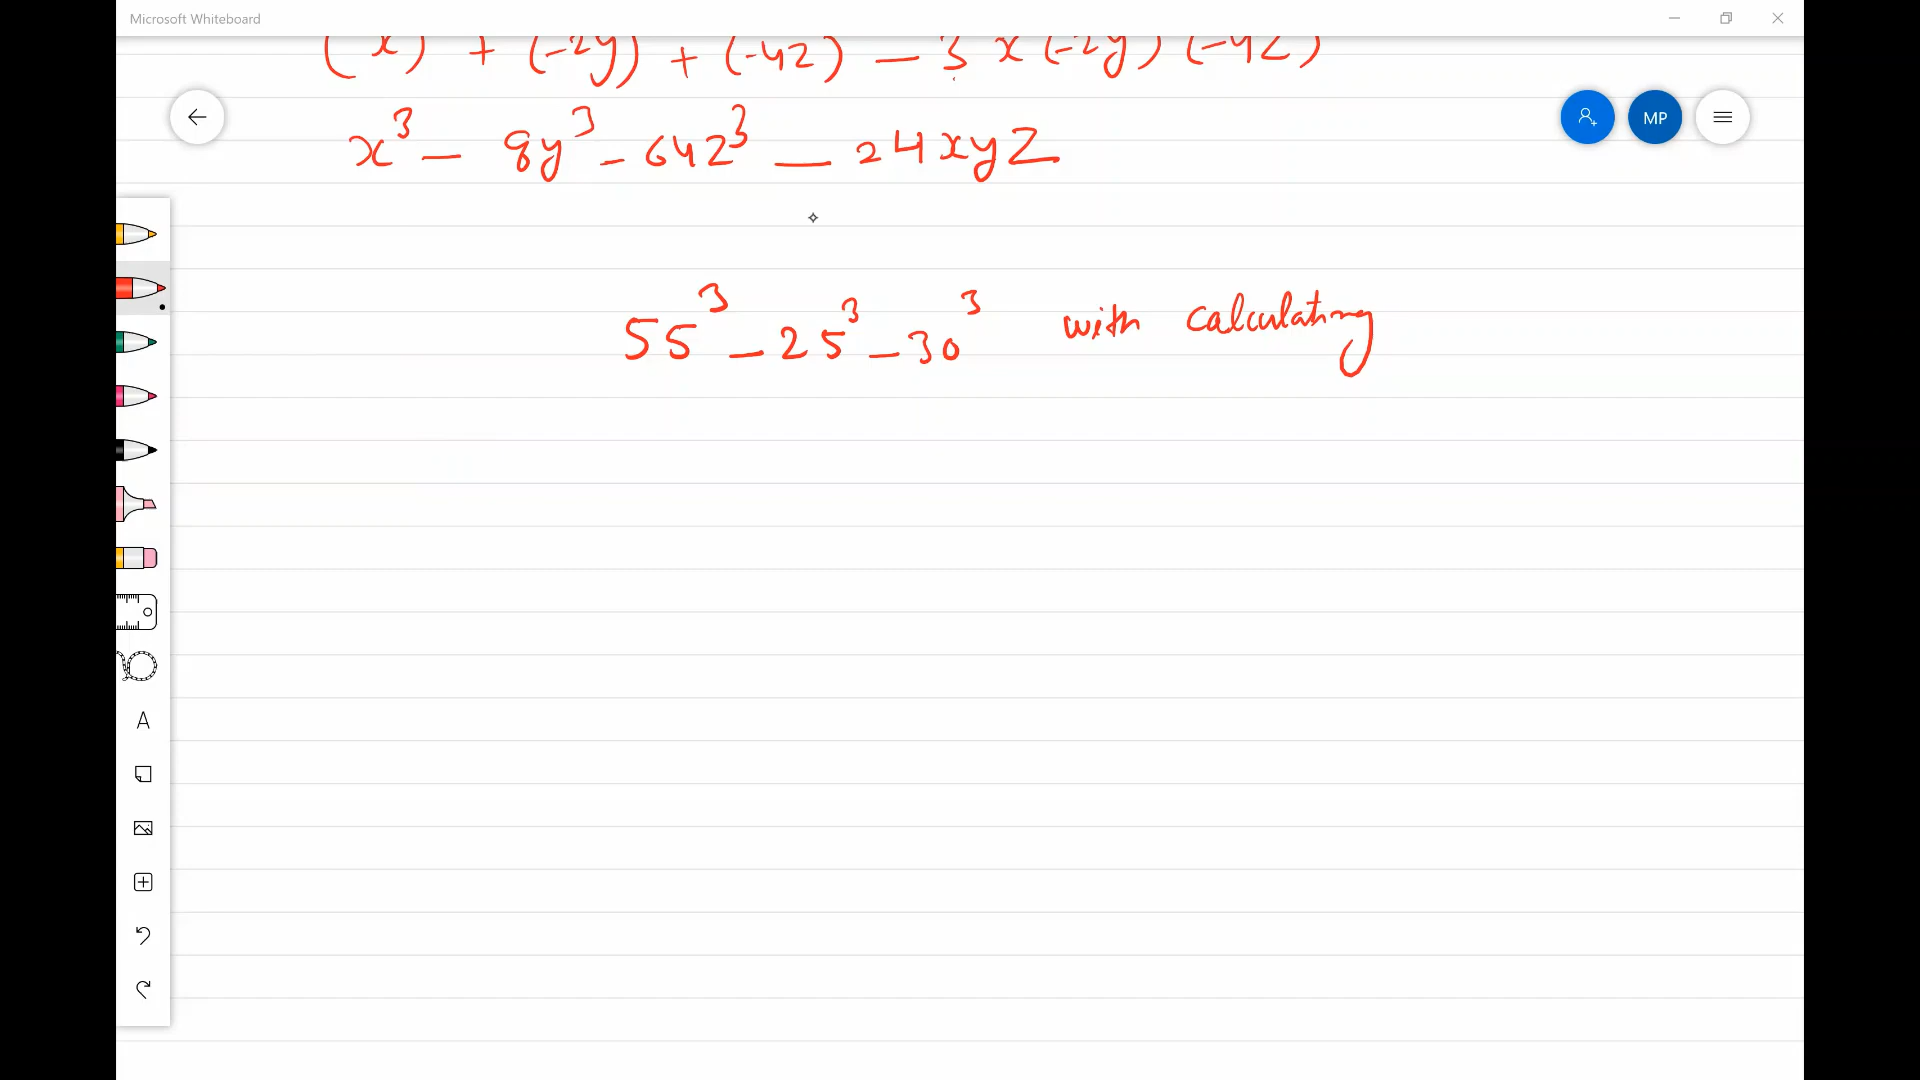 Microsoft Whiteboard
(x) + (-2y) + (-4z) - 3 x (-2y) (-4z)
x³ - 8y³ - 64z³ - 24xyz
MP
55³ - 25³ - 30³ with calculating
A